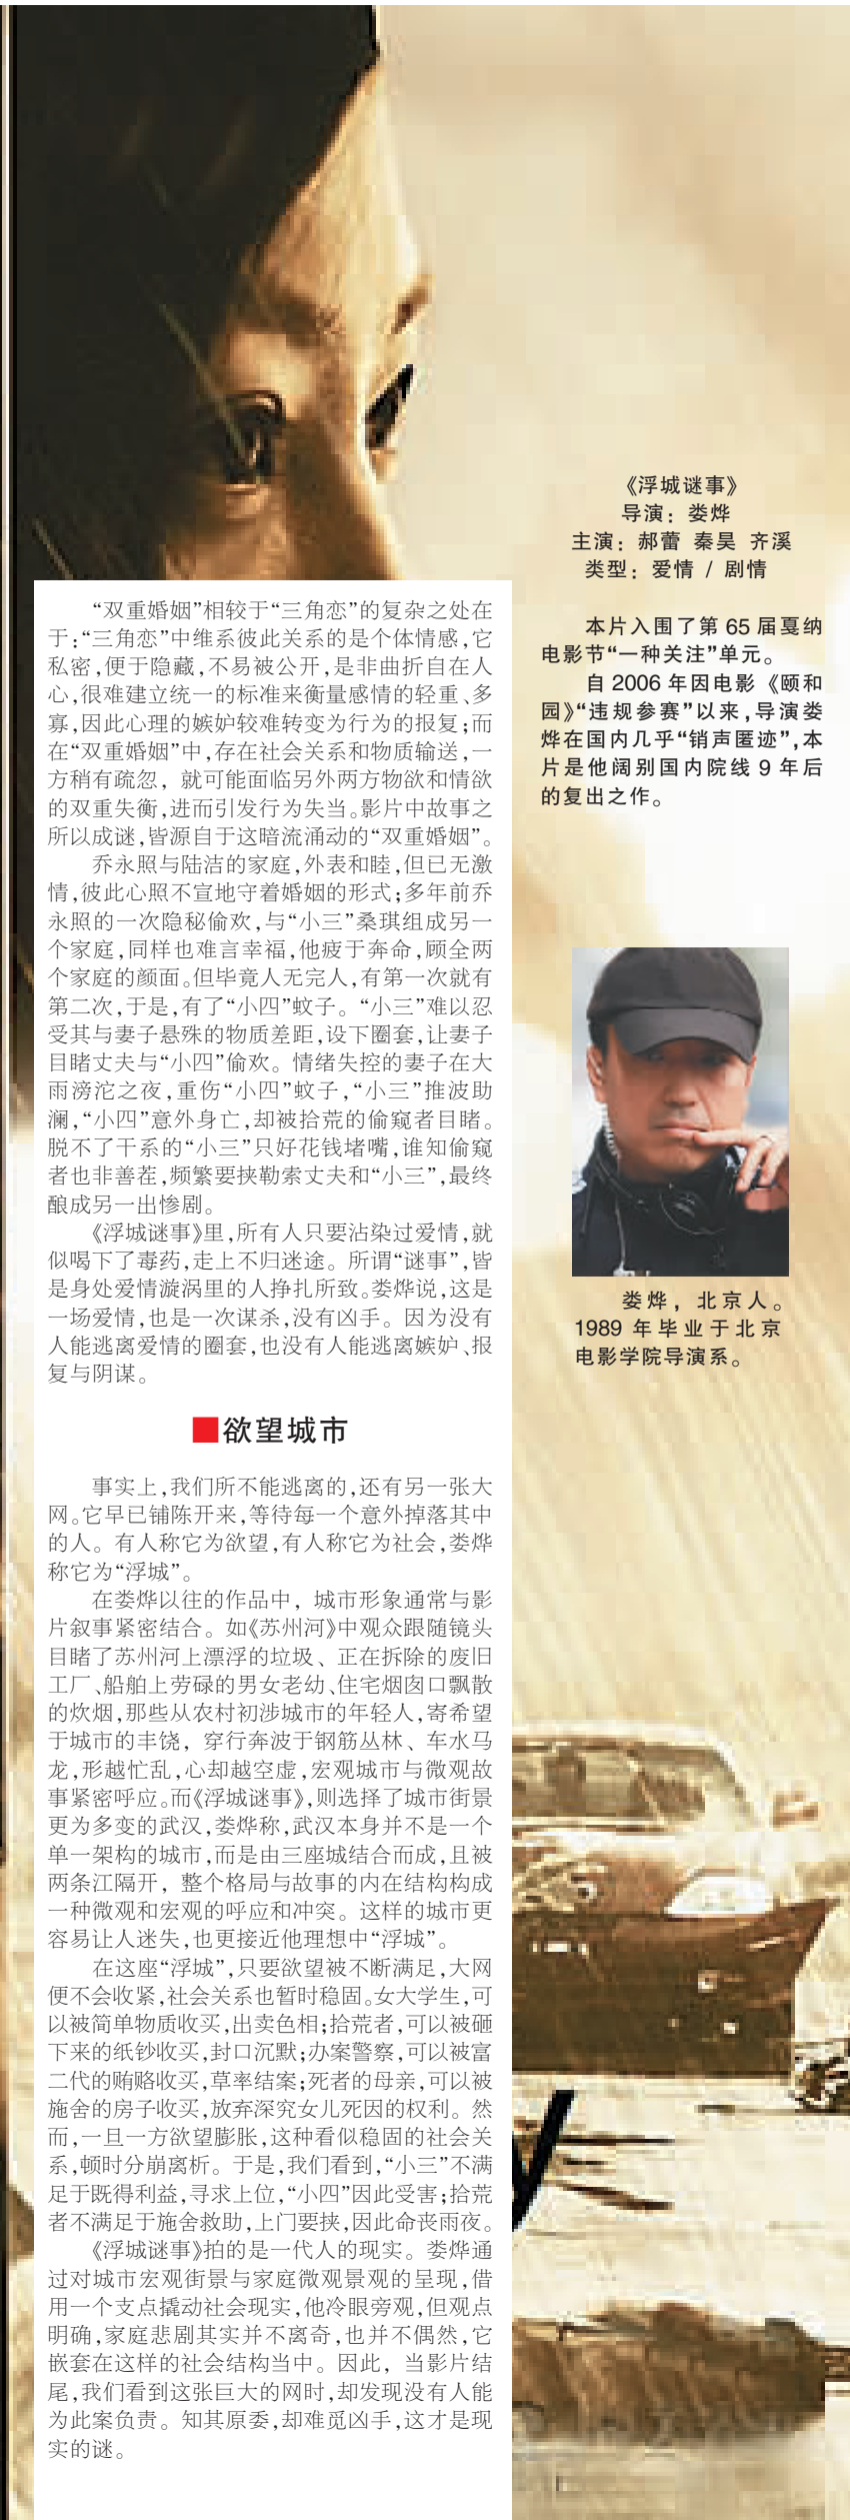 “双重婚姻”相较于“三角恋”的复杂之处在
于:“三角恋”中维系彼此关系的是个体情感,它
私密,便于隐藏,不易被公开,是非曲折自在人
心,很难建立统一的标准来衡量感情的轻重、多
寡,因此心理的嫉妒较难转变为行为的报复;而
在“双重婚姻”中,存在社会关系和物质输送,一
方稍有疏忽，就可能面临另外两方物欲和情欲
的双重失衡,进而引发行为失当。影片中故事之
所以成谜,皆源自于这暗流涌动的“双重婚姻”。
乔永照与陆洁的家庭,外表和睦,但已无激
情,彼此心照不宣地守着婚姻的形式;多年前乔
永照的一次隐秘偷欢,与“小三”桑琪组成另一
个家庭,同样也难言幸福,他疲于奔命,顾全两
个家庭的颜面。但毕竟人无完人,有第一次就有
第二次,于是,有了“小四”蚊子。“小三”难以忍
受其与妻子悬殊的物质差距,设下圈套,让妻子
目睹丈夫与“小四”偷欢。情绪失控的妻子在大
雨滂沱之夜,重伤“小四”蚊子,“小三”推波助
澜,“小四”意外身亡,却被拾荒的偷窥者目睹。
脱不了干系的“小三”只好花钱堵嘴,谁知偷窥
者也非善茬,频繁要挟勒索丈夫和“小三”,最终
酿成另一出惨剧。
《浮城谜事》里,所有人只要沾染过爱情,就
似喝下了毒药,走上不归迷途。所谓“谜事”,皆
是身处爱情漩涡里的人挣扎所致。娄烨说,这是
一场爱情,也是一次谋杀,没有凶手。因为没有
人能逃离爱情的圈套,也没有人能逃离嫉妒、报
复与阴谋。
■欲望城市
事实上,我们所不能逃离的,还有另一张大
网。它早已铺陈开来,等待每一个意外掉落其中
的人。有人称它为欲望,有人称它为社会,娄烨
称它为“浮城”。
在娄烨以往的作品中，城市形象通常与影
片叙事紧密结合。如《苏州河》中观众跟随镜头
目睹了苏州河上漂浮的垃圾、正在拆除的废旧
工厂、船舶上劳碌的男女老幼、住宅烟囱口飘散
的炊烟,那些从农村初涉城市的年轻人,寄希望
于城市的丰饶，穿行奔波于钢筋丛林、车水马
龙,形越忙乱,心却越空虚,宏观城市与微观故
事紧密呼应。而《浮城谜事》,则选择了城市街景
更为多变的武汉,娄烨称,武汉本身并不是一个
单一架构的城市,而是由三座城结合而成,且被
两条江隔开，整个格局与故事的内在结构构成
一种微观和宏观的呼应和冲突。这样的城市更
容易让人迷失,也更接近他理想中“浮城”。
在这座“浮城”,只要欲望被不断满足,大网
便不会收紧,社会关系也暂时稳固。女大学生,可
以被简单物质收买,出卖色相;拾荒者,可以被砸
下来的纸钞收买,封口沉默;办案警察,可以被富
二代的贿赂收买,草率结案;死者的母亲,可以被
施舍的房子收买,放弃深究女儿死因的权利。然
而,一旦一方欲望膨胀,这种看似稳固的社会关
系,顿时分崩离析。于是,我们看到,“小三”不满
足于既得利益,寻求上位,“小四”因此受害;拾荒
者不满足于施舍救助,上门要挟,因此命丧雨夜。
《浮城谜事》拍的是一代人的现实。娄烨通
过对城市宏观街景与家庭微观景观的呈现,借
用一个支点撬动社会现实,他冷眼旁观,但观点
明确,家庭悲剧其实并不离奇,也并不偶然,它
嵌套在这样的社会结构当中。因此，当影片结
尾,我们看到这张巨大的网时,却发现没有人能
为此案负责。知其原委,却难觅凶手,这才是现
实的谜。
《浮城谜事》
导演：娄烨
主演：郝蕾 秦昊 齐溪
类型：爱情 / 剧情
本片入围了第 65 届戛纳
电影节“一种关注”单元。
自 2006 年因电影《颐和
园》“违规参赛”以来,导演娄
烨在国内几乎“销声匿迹”,本
片是他阔别国内院线 9 年后
的复出之作。
娄烨，北京人。
1989 年毕业于北京
电影学院导演系。